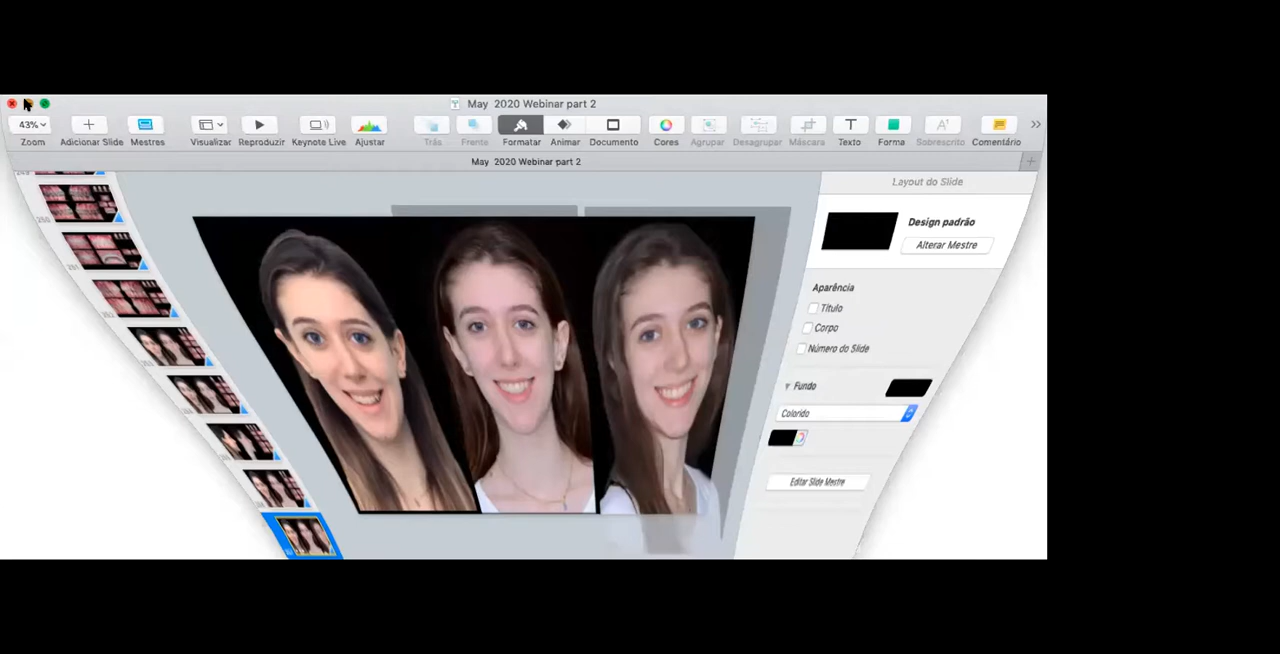 May 2020 Webinar part 2
43%
Zoom Adicionar Slide Mestres Visualizar Reproduzir Keynote Live Ajustar Trás Frente Formatar Animar Documento Cores Agrupar Desagrupar Máscara Texto Forma Sobrescrito Comentário
May 2020 Webinar part 2
Layout do Slide
Design padrão
Alterar Mestre
Aparência
Título
Corpo
Número do Slide
Fundo
Colorido
Editar Slide Mestre
250